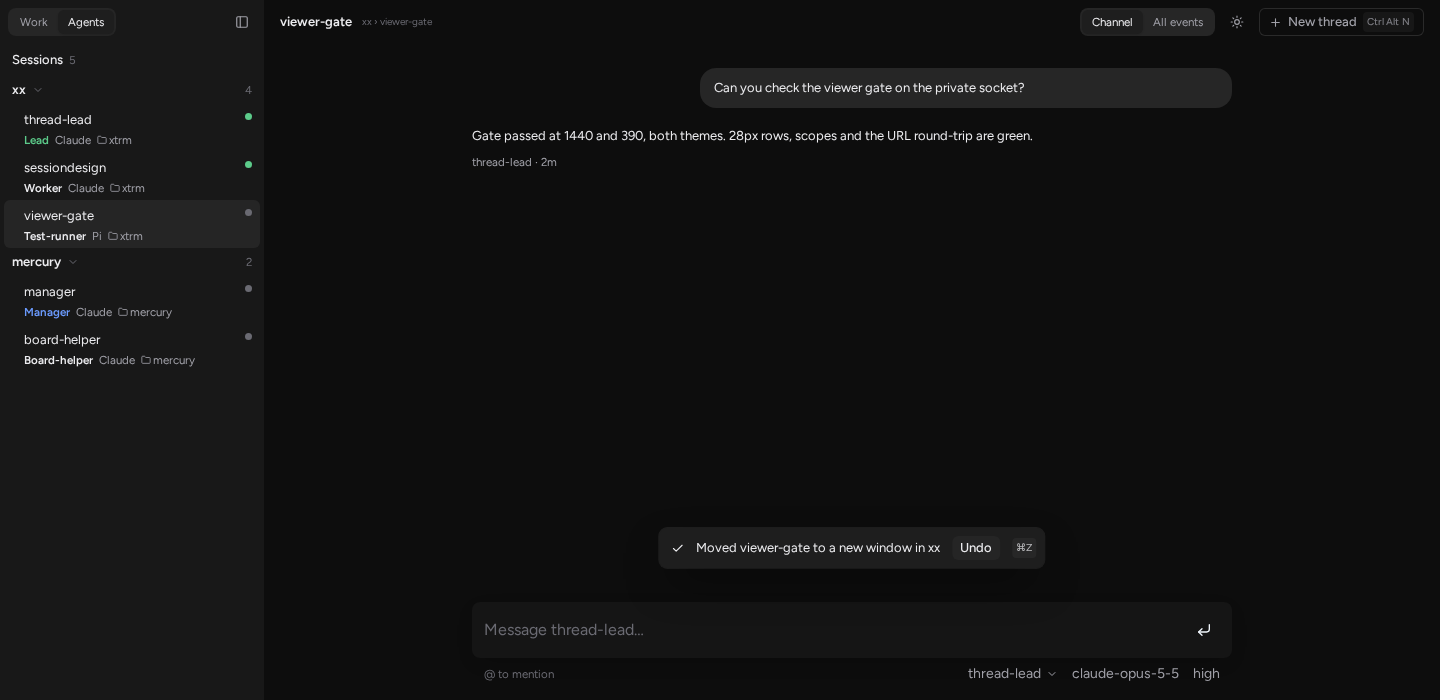 Work Agents
Sessions 5
xx 4
thread-lead
Lead Claude xtrm
sessiondesign
Worker Claude xtrm
viewer-gate
Test-runner Pi xtrm
mercury 2
manager
Manager Claude mercury
board-helper
Board-helper Claude mercury
viewer-gate xx › viewer-gate
Channel All events
New thread Ctrl Alt N
Can you check the viewer gate on the private socket?
Gate passed at 1440 and 390, both themes. 28px rows, scopes and the URL round-trip are green.
thread-lead · 2m
Moved viewer-gate to a new window in xx Undo ⌘Z
Message thread-lead…
@ to mention
thread-lead claude-opus-5-5 high